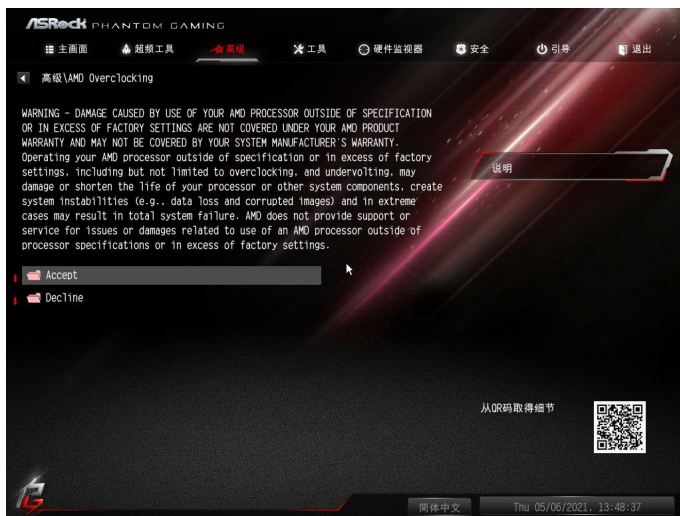 ASRock PHANTOM GAMING
主画面 超频工具 高级 工具 硬件监视器 安全 引导 退出
高级\AMD Overclocking
WARNING - DAMAGE CAUSED BY USE OF YOUR AMD PROCESSOR OUTSIDE OF SPECIFICATION
OR IN EXCESS OF FACTORY SETTINGS ARE NOT COVERED UNDER YOUR AMD PRODUCT
WARRANTY AND MAY NOT BE COVERED BY YOUR SYSTEM MANUFACTURER'S WARRANTY.
Operating your AMD processor outside of specification or in excess of factory
settings, including but not limited to overclocking, and undervolting, may
damage or shorten the life of your processor or other system components, create
system instabilities (e.g., data loss and corrupted images) and in extreme
cases may result in total system failure. AMD does not provide support or
service for issues or damages related to use of an AMD processor outside of
processor specifications or in excess of factory settings.
说明
Accept
Decline
从QR码取得细节
简体中文 Thu 05/06/2021, 13:48:37